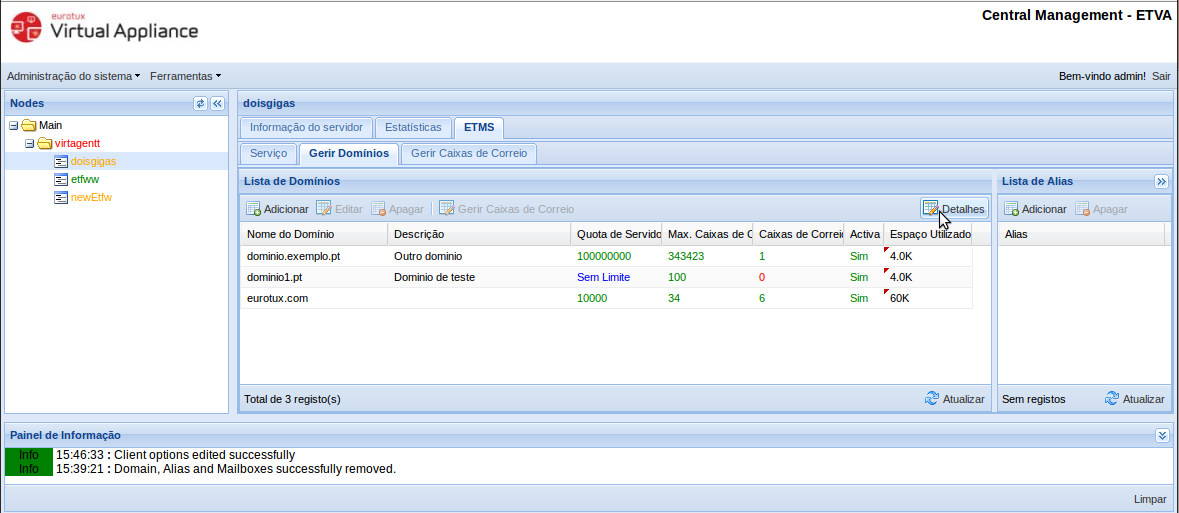 eurotux
Virtual Appliance
Central Management - ETVA
Administração do sistema Ferramentas Bem-vindo admin! Sair
Nodes
Main
virtagentt
doisgigas
etfww
newEtfw
doisgigas
Informação do servidor Estatísticas ETMS
Serviço Gerir Domínios Gerir Caixas de Correio
Lista de Domínios
Adicionar Editar Apagar Gerir Caixas de Correio Detalhes
Nome do Domínio Descrição Quota de Servido Max. Caixas de C Caixas de Correi Activa Espaço Utilizado
dominio.exemplo.pt Outro dominio 100000000 343423 1 Sim 4.0K
dominio1.pt Dominio de teste Sem Limite 100 0 Sim 4.0K
eurotux.com 10000 34 6 Sim 60K
Total de 3 registo(s) Atualizar
Lista de Alias
Adicionar Apagar
Alias
Sem registos Atualizar
Painel de Informação
Info 15:46:33 : Client options edited successfully
Info 15:39:21 : Domain, Alias and Mailboxes successfully removed.
Limpar